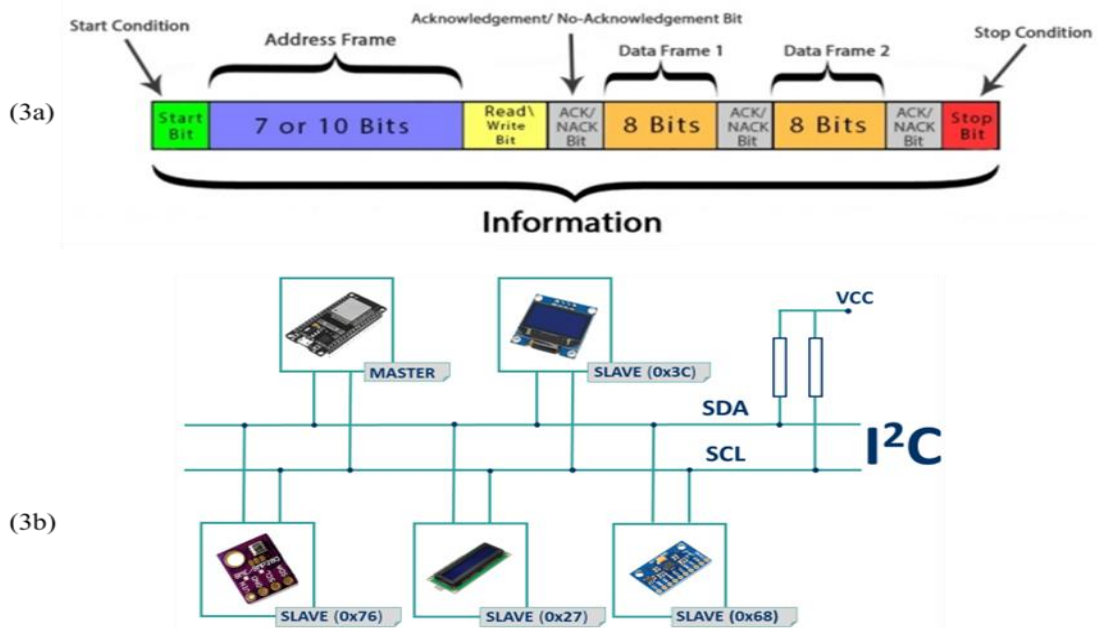 Acknowledgement/ No-Acknowledgement Bit
Start Condition
Stop Condition
Address Frame
Data Frame 1
Data Frame 2
(3a)
Start Bit
7 or 10 Bits
Read\ Write Bit
ACK/ NACK Bit
8 Bits
ACK/ NACK Bit
8 Bits
ACK/ NACK Bit
Stop Bit
Information
VCC
MASTER
SLAVE (0x3C)
SDA
SCL
I²C
(3b)
SLAVE (0x76)
SLAVE (0x27)
SLAVE (0x68)